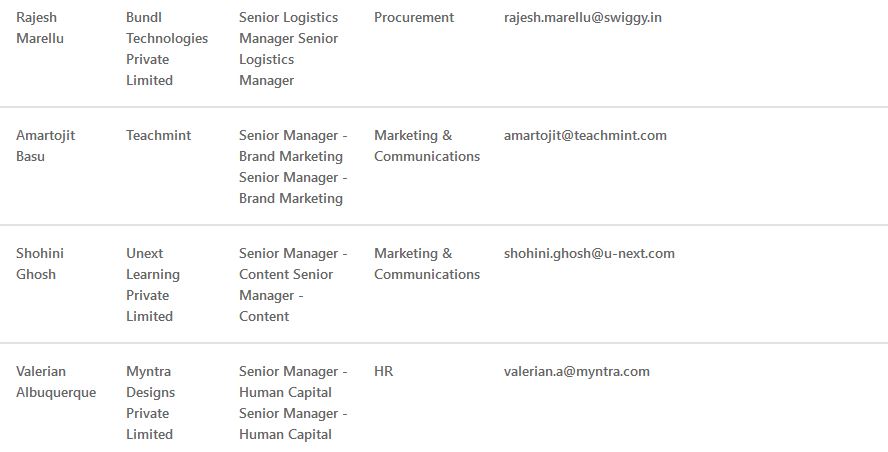 Rajesh Marellu
Bundl Technologies Private Limited
Senior Logistics Manager Senior Logistics Manager
Procurement
rajesh.marellu@swiggy.in
Amartojit Basu
Teachmint
Senior Manager - Brand Marketing Senior Manager - Brand Marketing
Marketing & Communications
amartojit@teachmint.com
Shohini Ghosh
Unext Learning Private Limited
Senior Manager - Content Senior Manager - Content
Marketing & Communications
shohini.ghosh@u-next.com
Valerian Albuquerque
Myntra Designs Private Limited
Senior Manager - Human Capital Senior Manager - Human Capital
HR
valerian.a@myntra.com